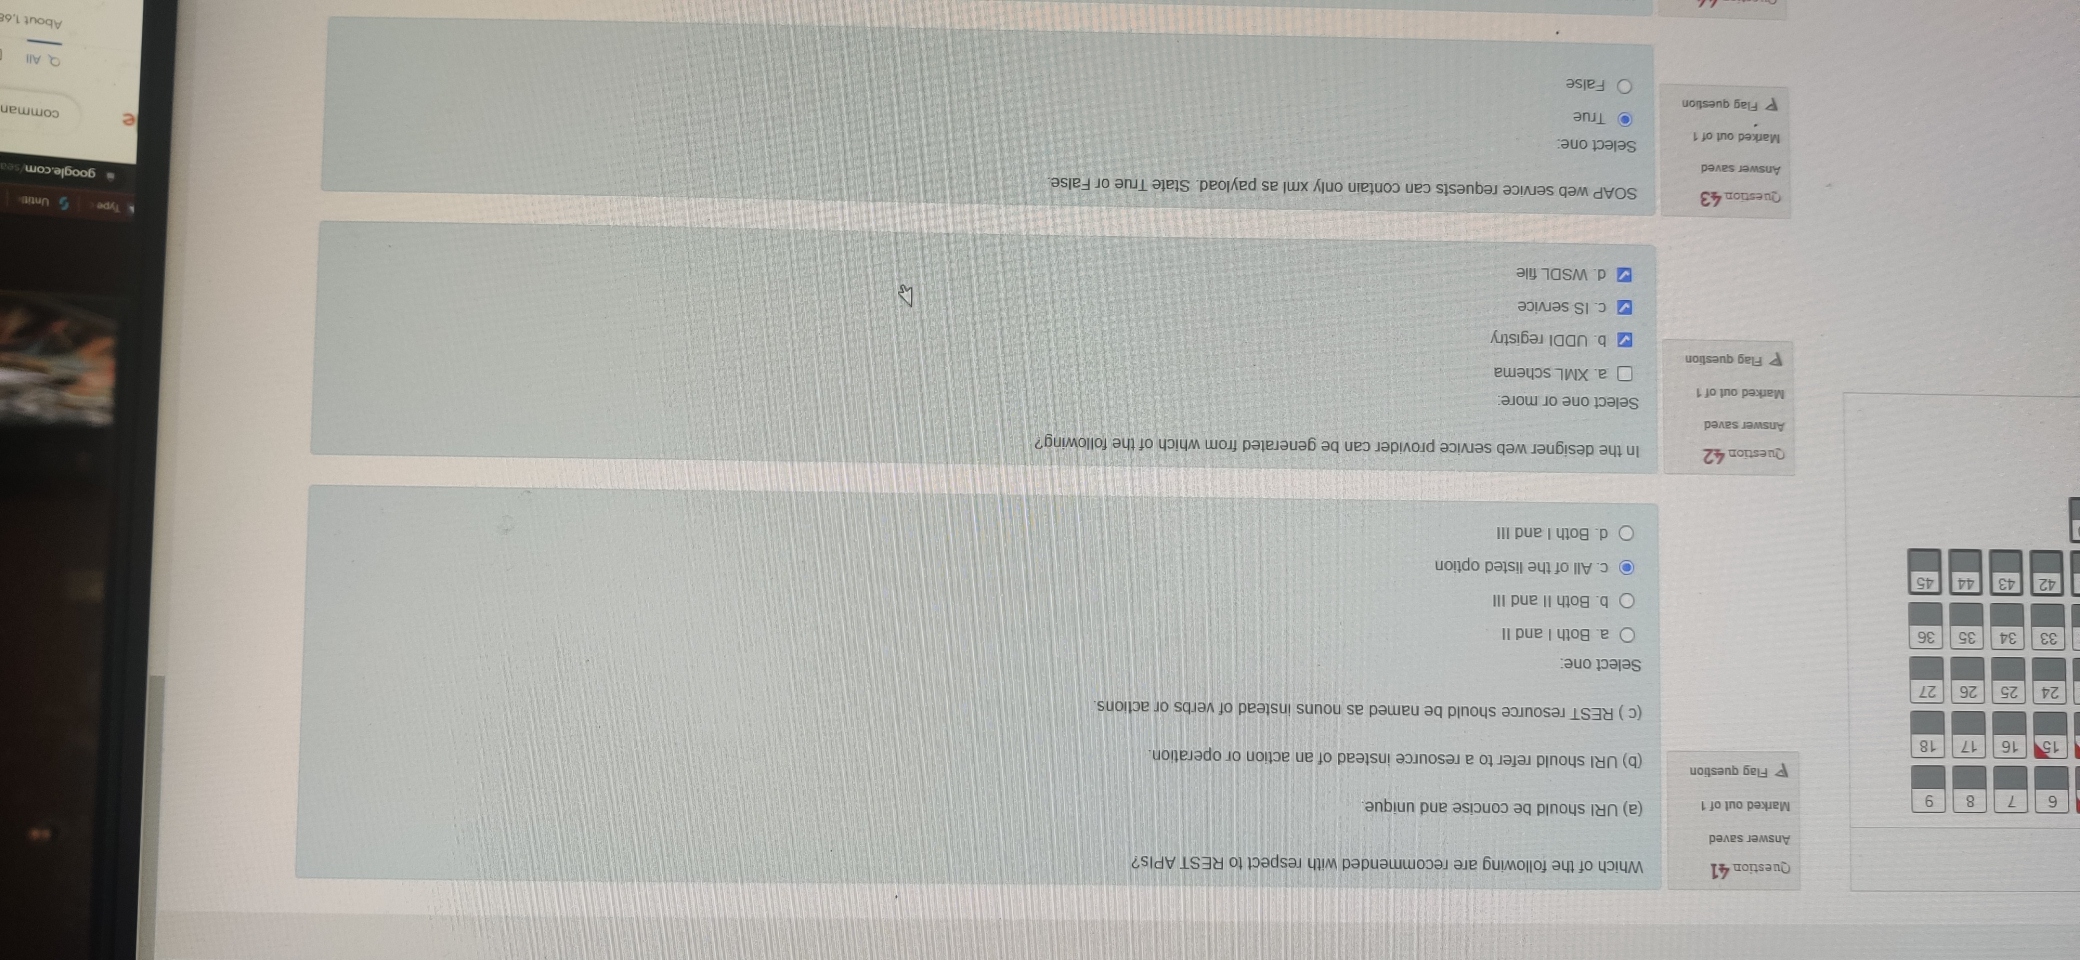 6 7 8 9
15 16 17 18
24 25 26 27
33 34 35 36
42 43 44 45
Question 41
Answer saved
Marked out of 1
Flag question
Which of the following are recommended with respect to REST APIs?
(a) URI should be concise and unique.
(b) URI should refer to a resource instead of an action or operation.
(c ) REST resource should be named as nouns instead of verbs or actions.
Select one:
a. Both I and II
b. Both II and III
c. All of the listed option
d. Both I and III
Question 42
Answer saved
Marked out of 1
Flag question
In the designer web service provider can be generated from which of the following?
Select one or more:
a. XML schema
b. UDDI registry
c. IS service
d. WSDL file
Question 43
Answer saved
Marked out of 1
Flag question
SOAP web service requests can contain only xml as payload. State True or False.
Select one:
True
False
Type
google.com
comman
All
About